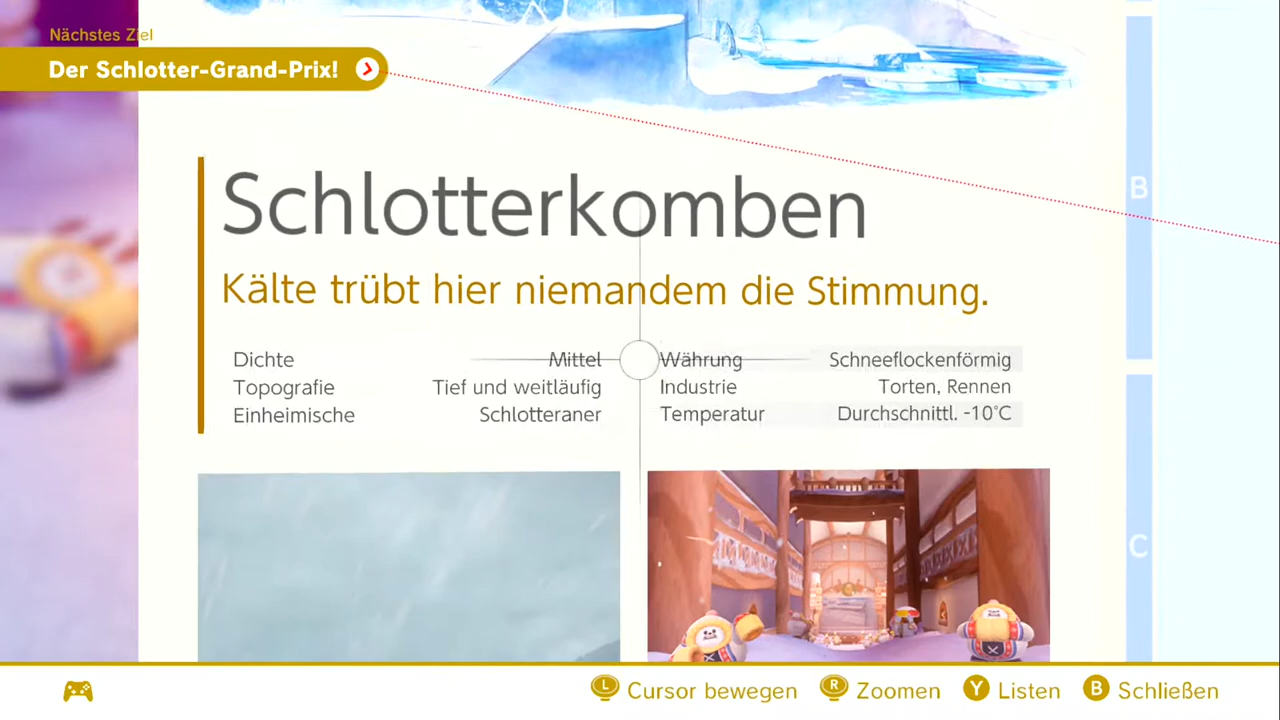 Nächstes Ziel
Der Schlotter-Grand-Prix!
B
Schlotterkomben
Kälte trübt hier niemandem die Stimmung.
Dichte Mittel Währung Schneeflockenförmig
Topografie Tief und weitläufig Industrie Torten, Rennen
Einheimische Schlotteraner Temperatur Durchschnittl. -10°C
C
L Cursor bewegen R Zoomen Y Listen B Schließen